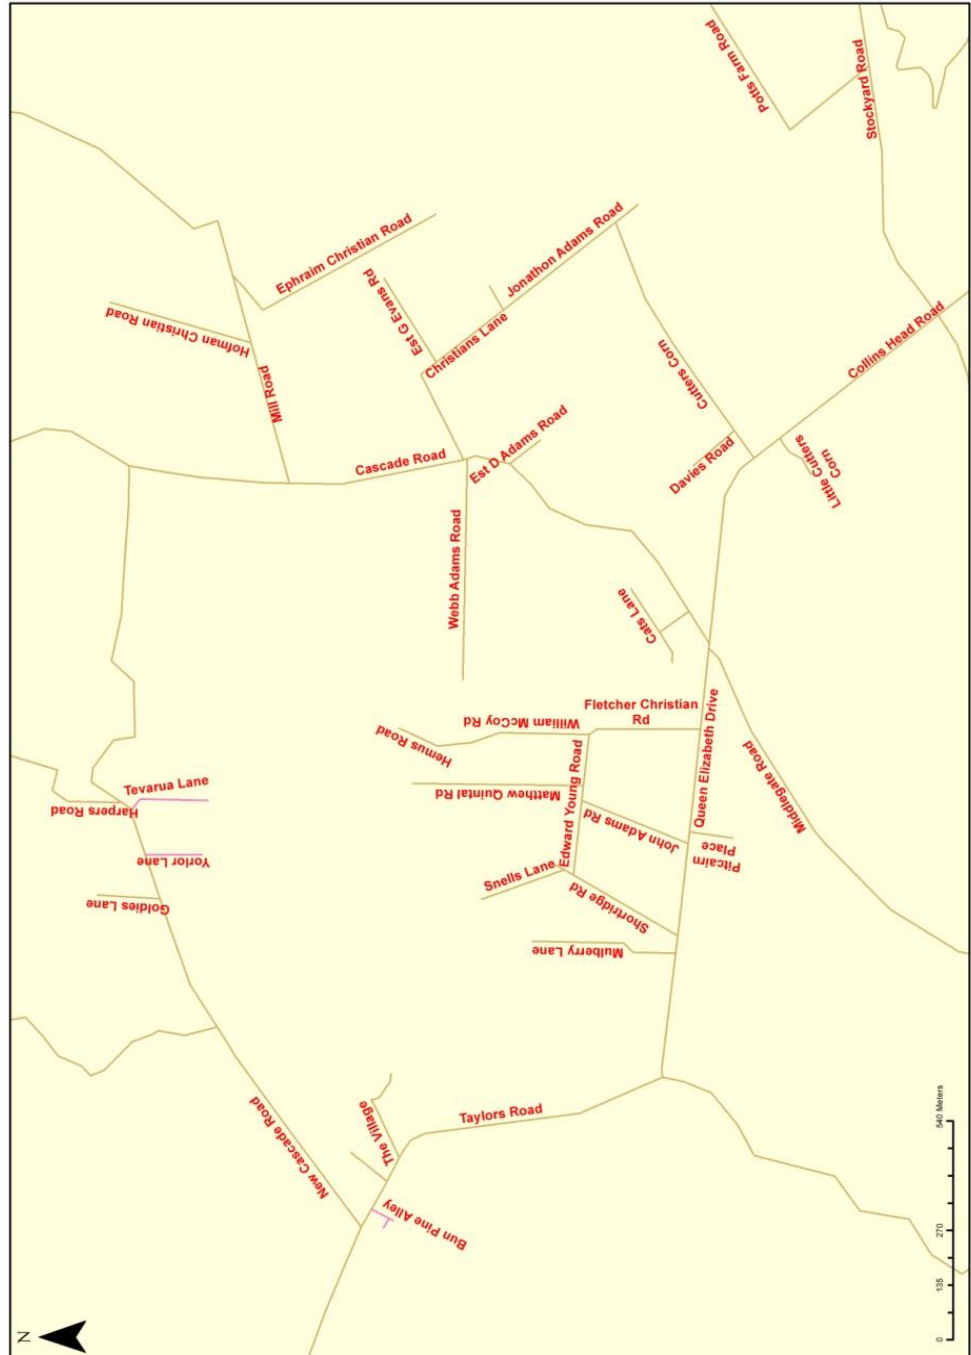 Potts Farm Road
Stockyard Road
Ephraim Christian Road
Hofman Christian Road
Mill Road
Est G Evans Rd
Jonathon Adams Road
Christians Lane
Cascade Road
Est D Adams Road
Cutters Corn
Collins Head Road
Davies Road
Little Cutters
Corn
Webb Adams Road
Cats Lane
Fletcher Christian
Rd
William McCoy Rd
Hemus Road
Matthew Quintal Rd
Edward Young Road
John Adams Rd
Queen Elizabeth Drive
Middlegate Road
Pitcairn
Place
Snells Lane
Shortridge Rd
Mulberry Lane
Tevarua Lane
Harpers Road
Yorlor Lane
Goldies Lane
New Cascade Road
The Village
Taylors Road
Bun Pine Alley
N
0 135 270 540 Meters